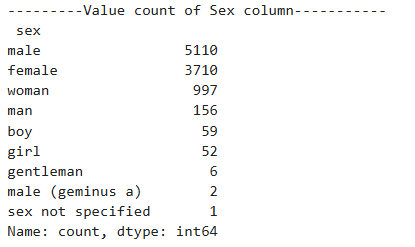 ---------Value count of Sex column-----------
sex
male 5110
female 3710
woman 997
man 156
boy 59
girl 52
gentleman 6
male (geminus a) 2
sex not specified 1
Name: count, dtype: int64